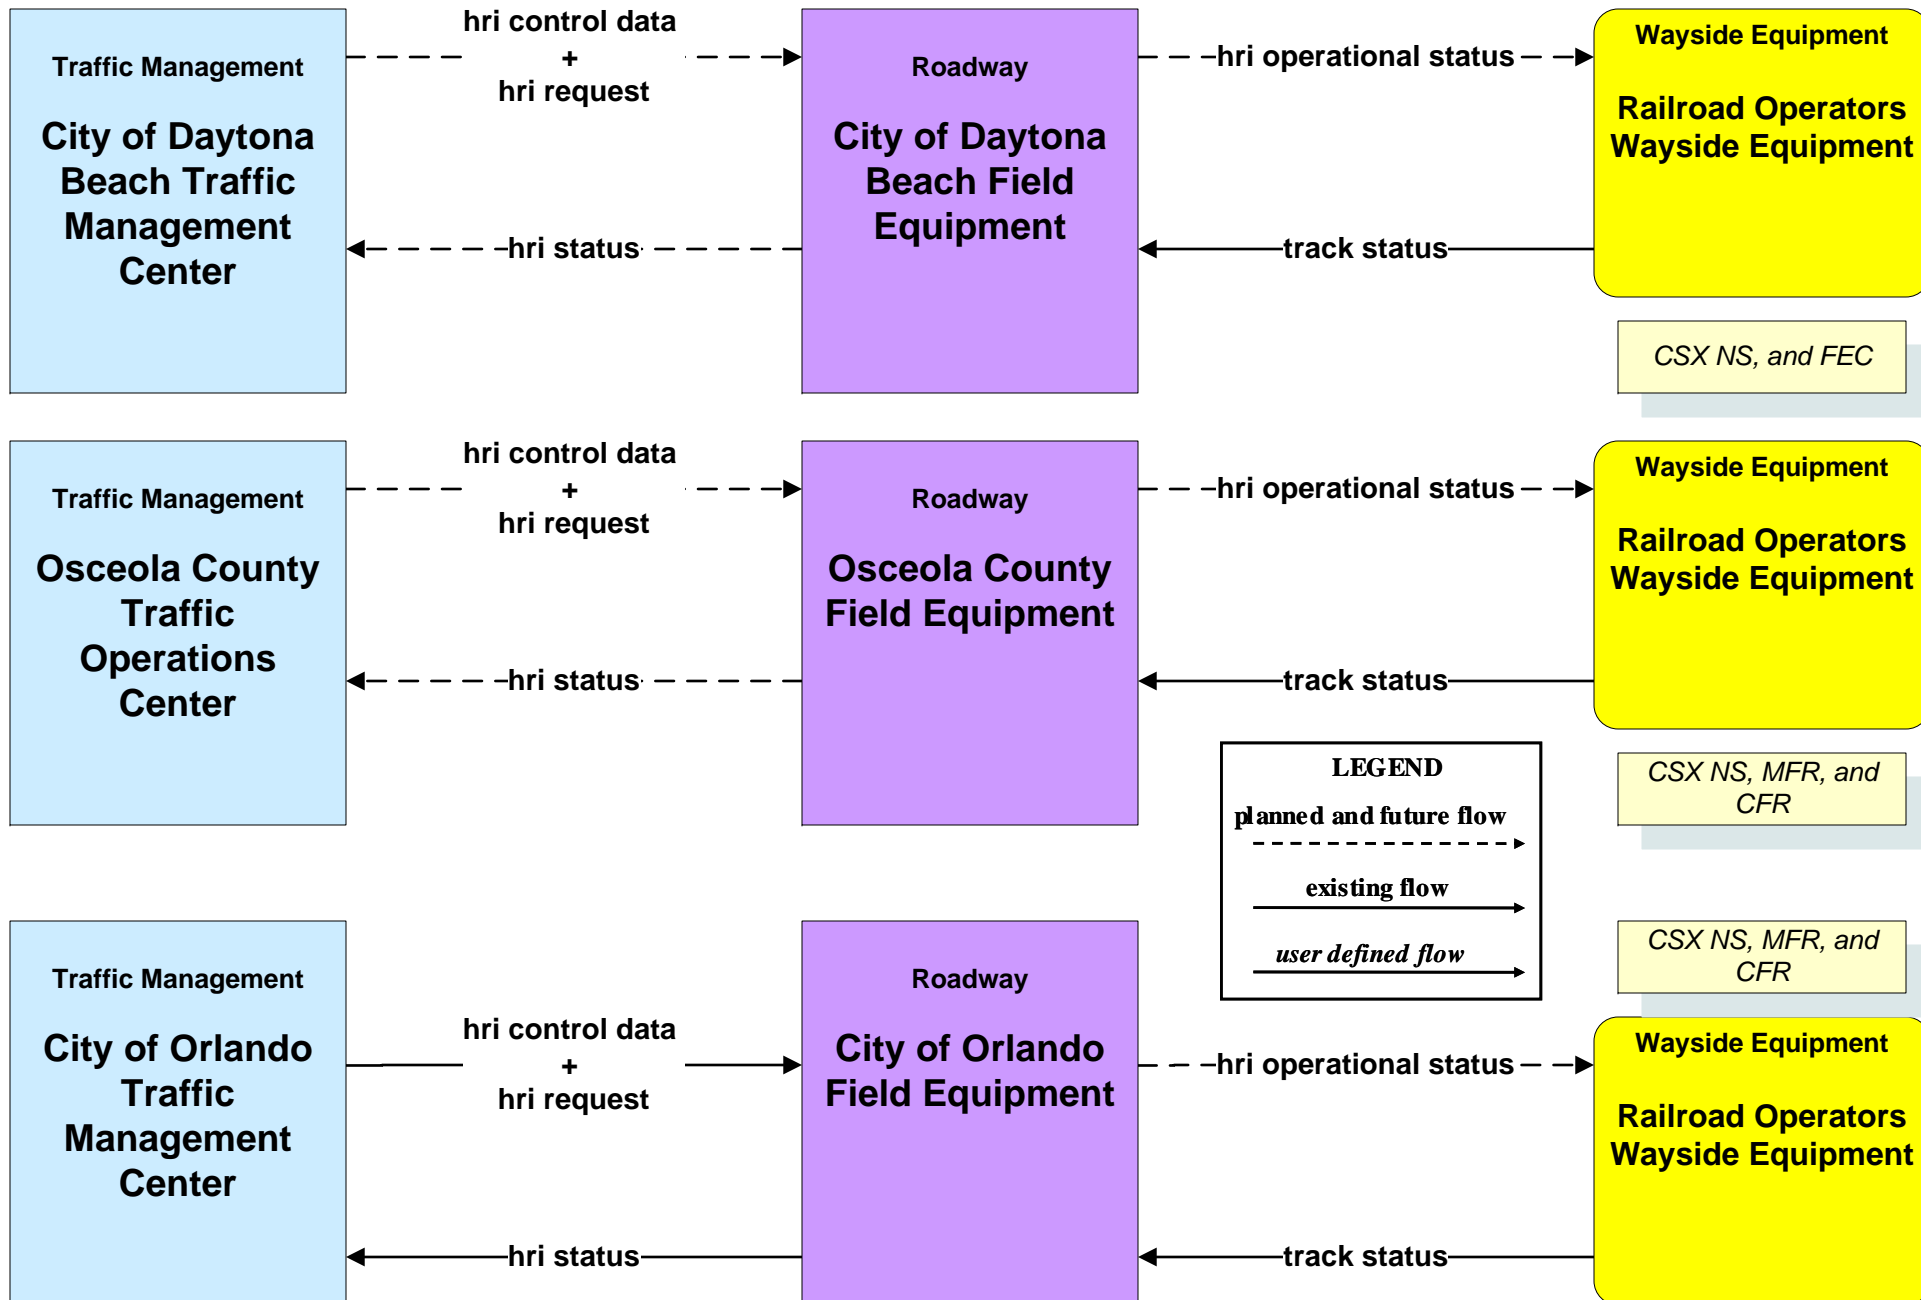 Traffic Management
City of Daytona
Beach Traffic
Management
Center
hri control data
+
hri request
hri status
Roadway
City of Daytona
Beach Field
Equipment
hri operational status
track status
Wayside Equipment
Railroad Operators
Wayside Equipment
CSX NS, and FEC
Traffic Management
Osceola County
Traffic
Operations
Center
hri control data
+
hri request
hri status
Roadway
Osceola County
Field Equipment
hri operational status
track status
Wayside Equipment
Railroad Operators
Wayside Equipment
CSX NS, MFR, and
CFR
LEGEND
planned and future flow
existing flow
user defined flow
Traffic Management
City of Orlando
Traffic
Management
Center
hri control data
+
hri request
hri status
Roadway
City of Orlando
Field Equipment
hri operational status
track status
CSX NS, MFR, and
CFR
Wayside Equipment
Railroad Operators
Wayside Equipment